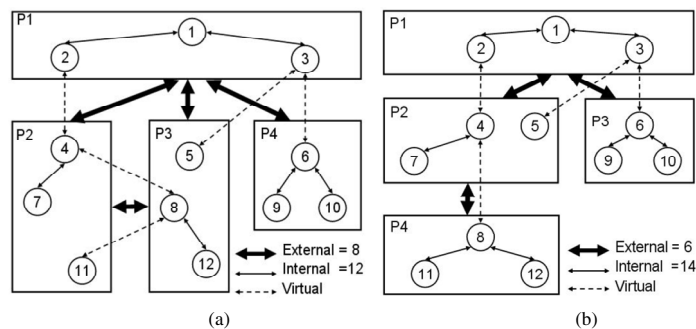 P1
1
2
3
P2
4
7
11
P3
5
8
12
P4
6
9
10
External = 8
Internal =12
Virtual
(a)
P1
1
2
3
P2
4
5
7
P3
6
9
10
P4
8
11
12
External = 6
Internal =14
Virtual
(b)